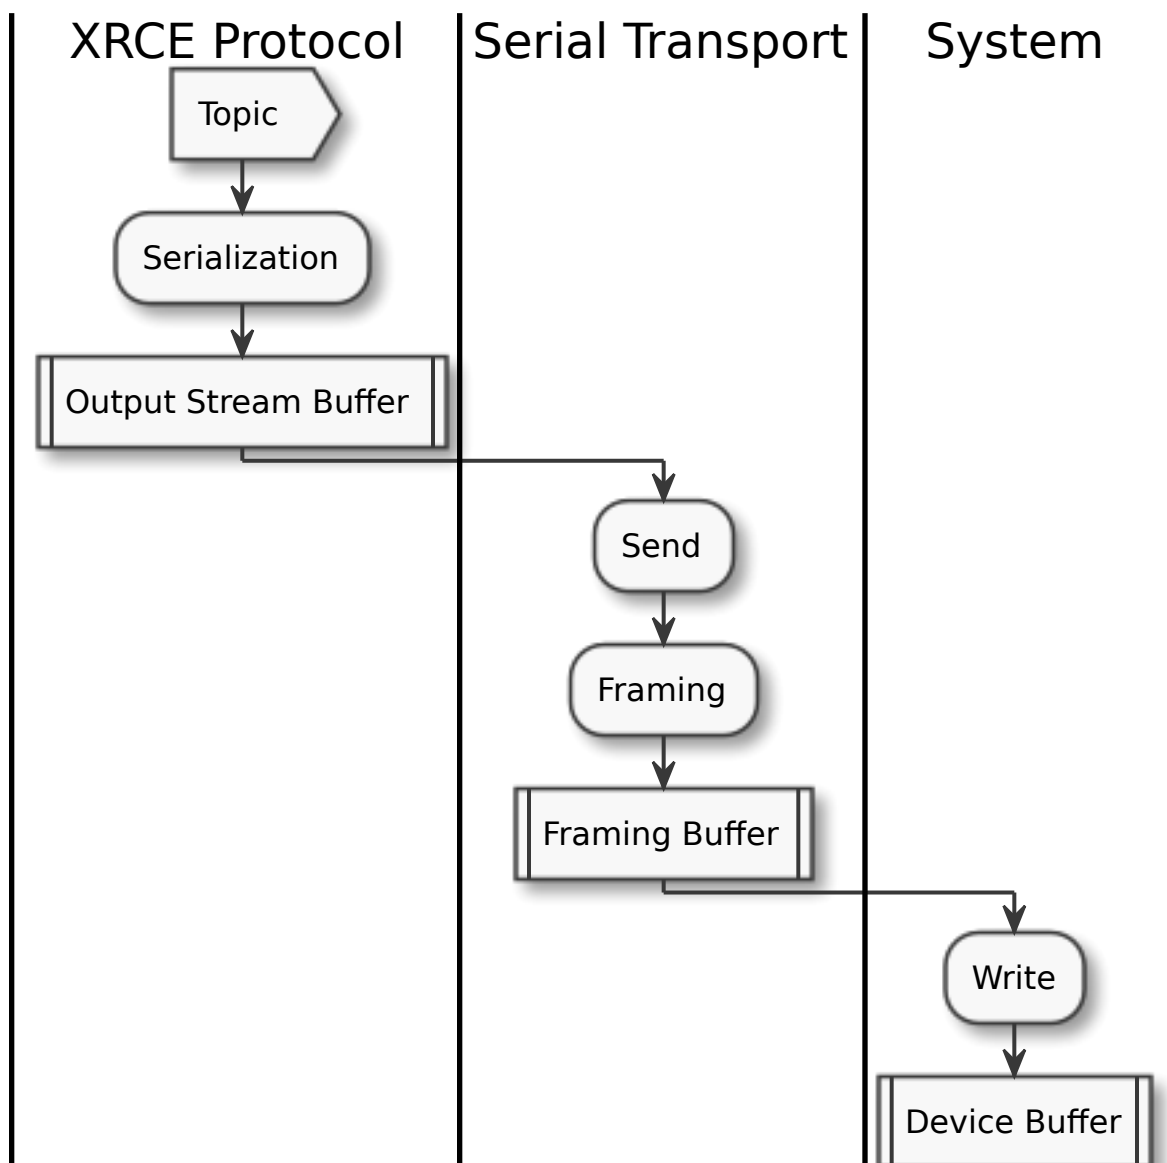 XRCE Protocol
Serial Transport
System
Topic
Serialization
Output Stream Buffer
Send
Framing
Framing Buffer
Write
Device Buffer